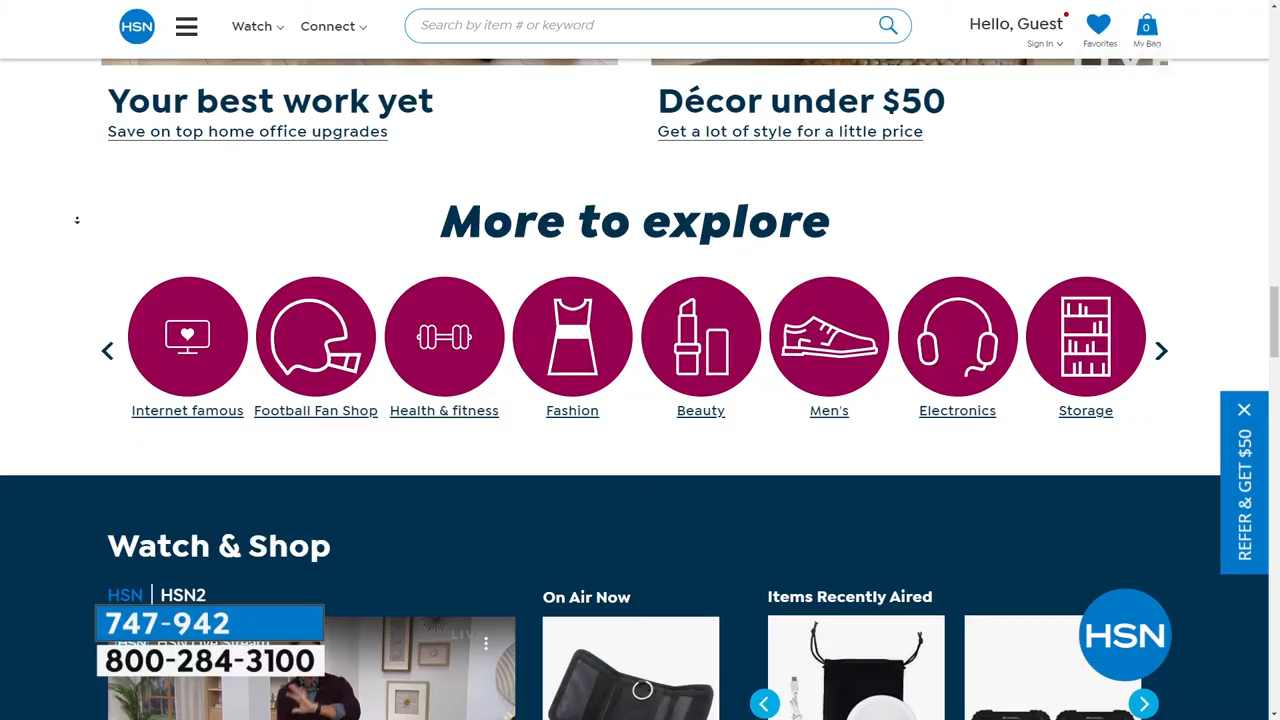 HSN
Watch
Connect
Search by item # or keyword
Hello, Guest
Sign In
Favorites
0
My Bag
Your best work yet
Save on top home office upgrades
Décor under $50
Get a lot of style for a little price
More to explore
Internet famous
Football Fan Shop
Health & fitness
Fashion
Beauty
Men's
Electronics
Storage
REFER & GET $50
Watch & Shop
HSN | HSN2
On Air Now
Items Recently Aired
747-942
800-284-3100
HSN